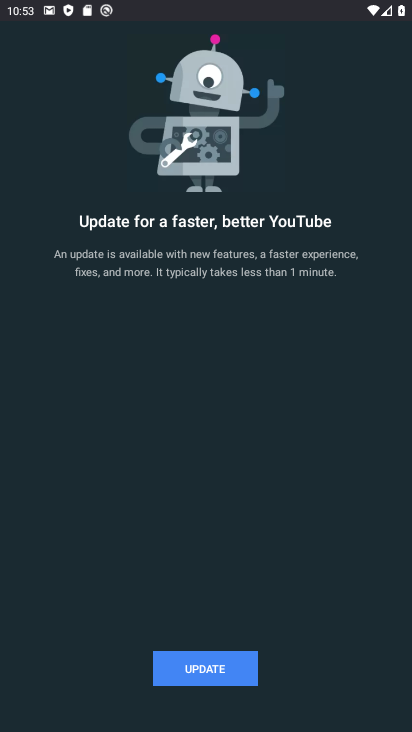 10:53
Update for a faster, better YouTube
An update is available with new features, a faster experience,
fixes, and more. It typically takes less than 1 minute.
UPDATE